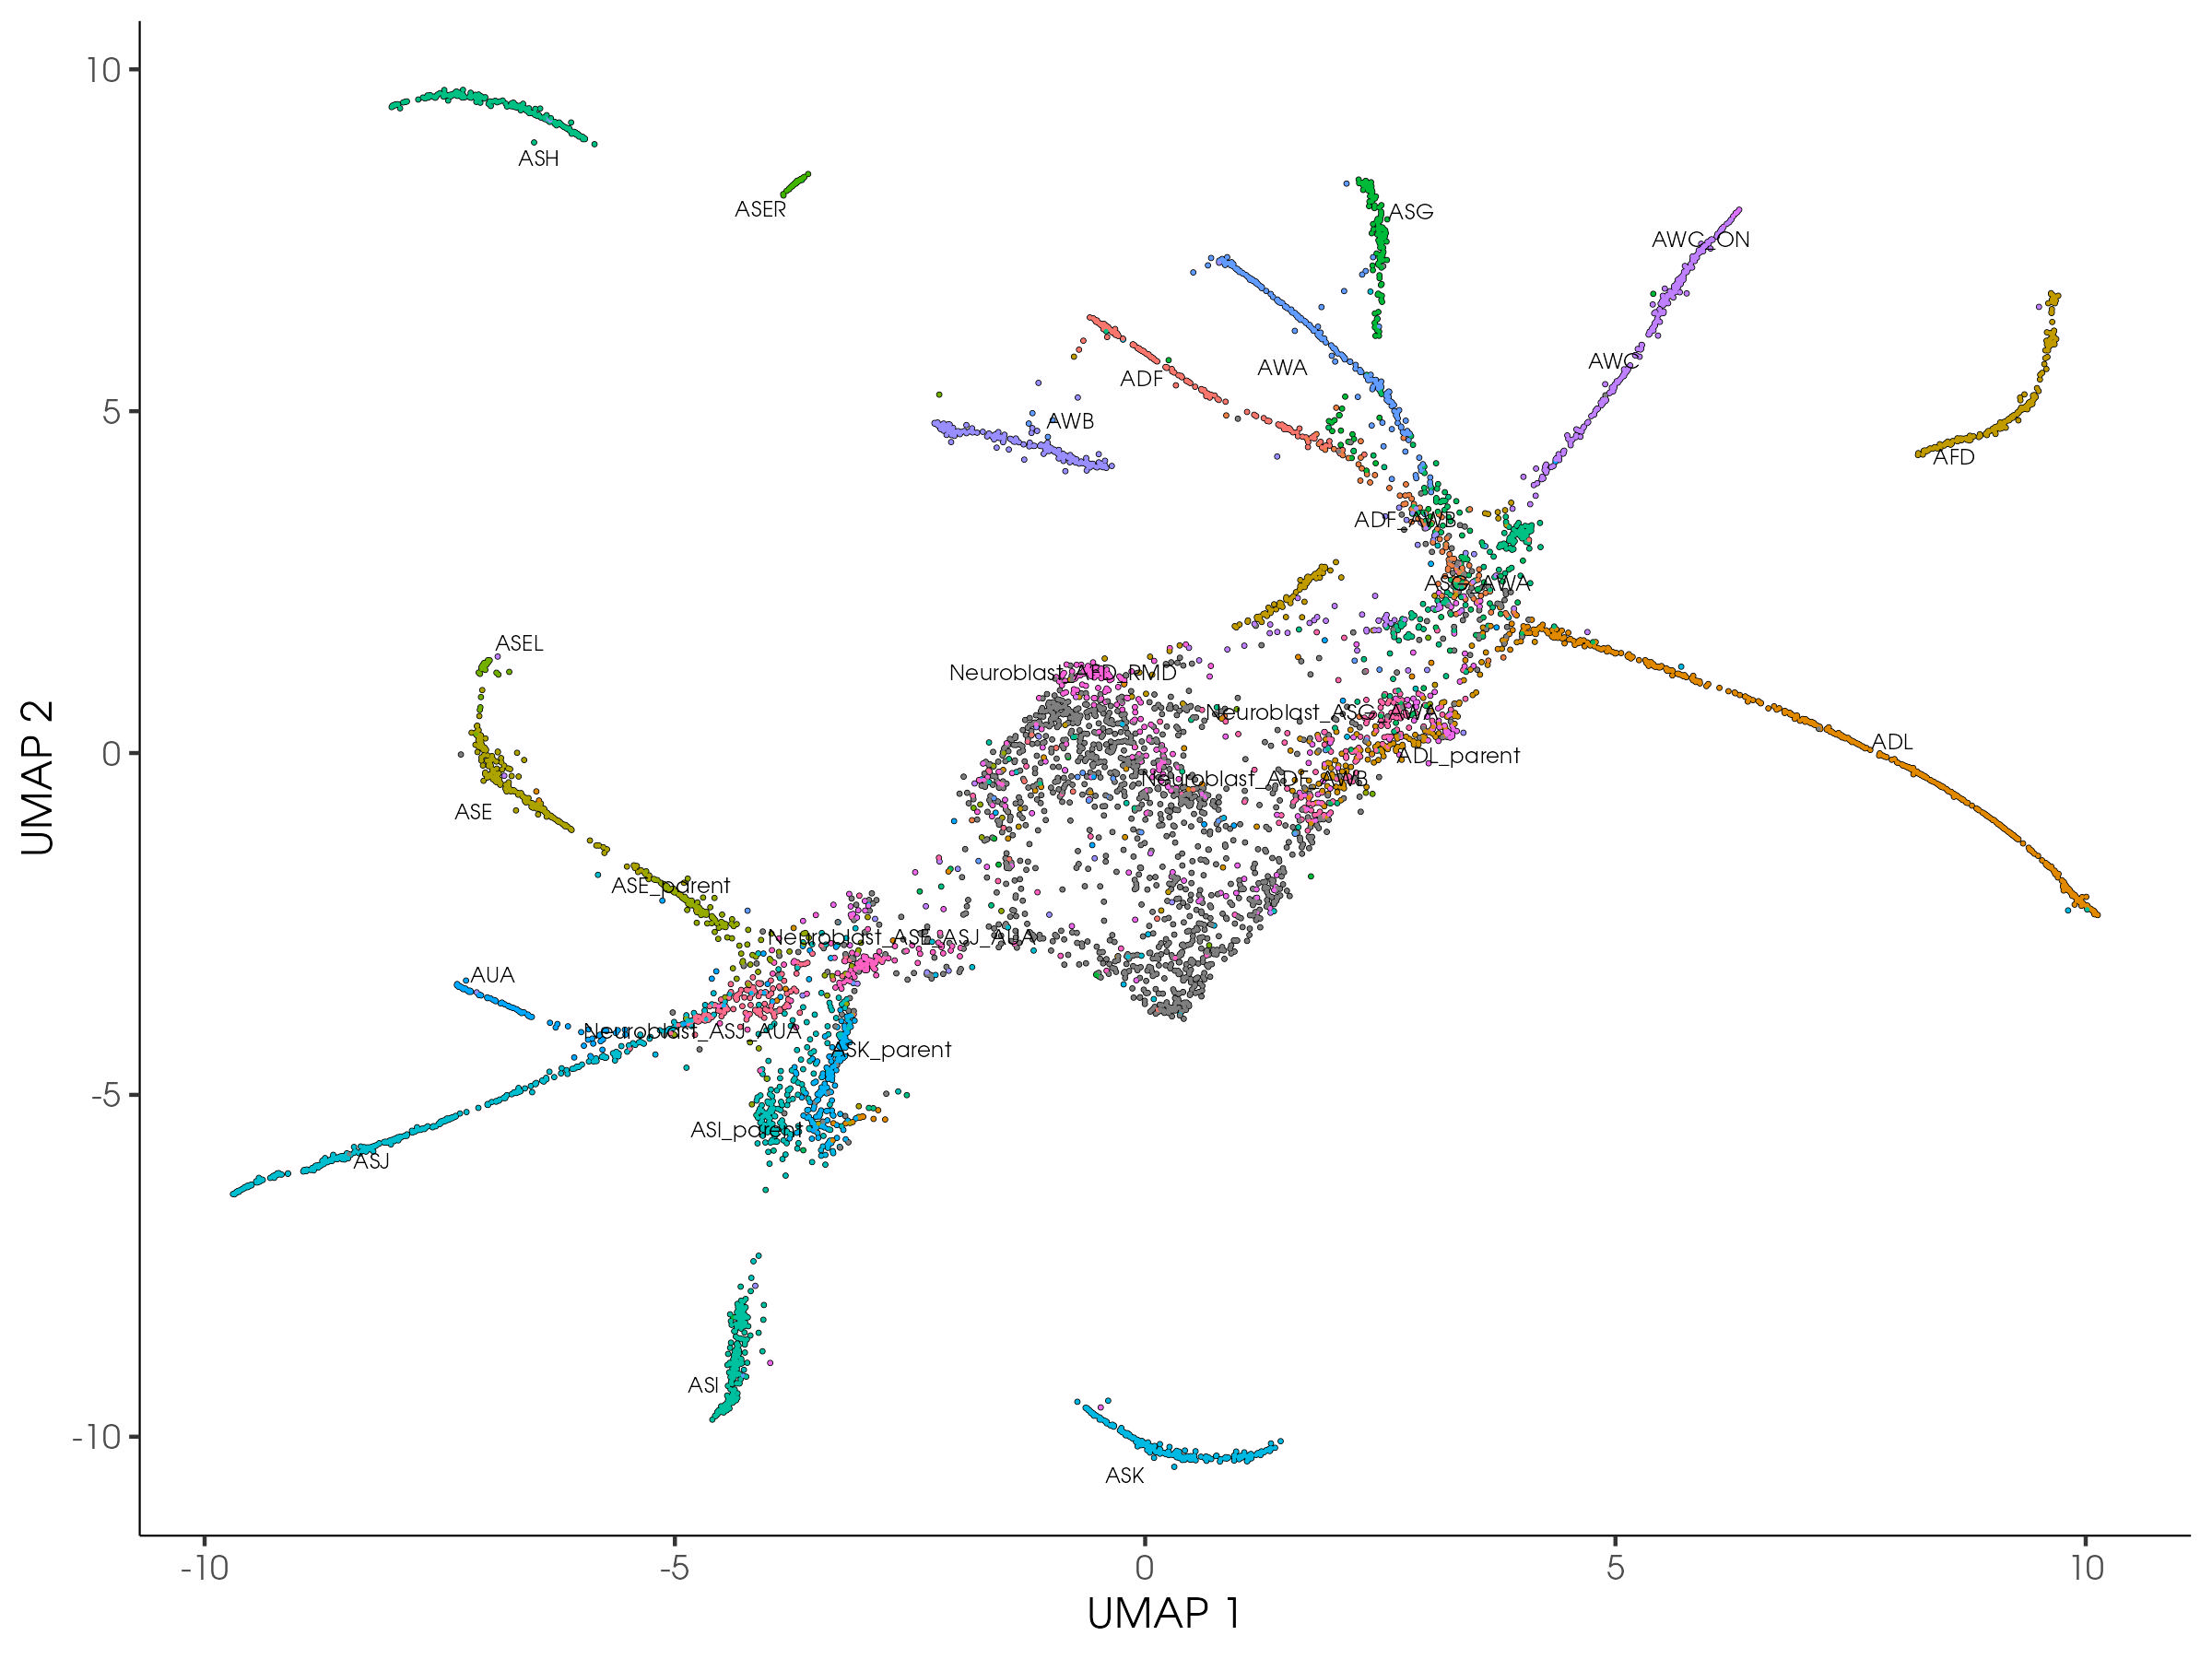 10
ASH
ASER
ASG
AWC_ON
AWC
ADF
AWA
5
AWB
AFD
ADF_AWB
ASG_AWA
ASEL
Neuroblast_AFD_RMD
Neuroblast_ASG_AWA
ADL
ADL_parent
0
Neuroblast_ADF_AWB
ASE
ASE_parent
Neuroblast_ASE_ASJ_AUA
AUA
Neuroblast_ASJ_AUA
ASK_parent
-5
ASI_parent
ASJ
ASI
-10
ASK
UMAP 2
-10 -5 0 5 10
UMAP 1